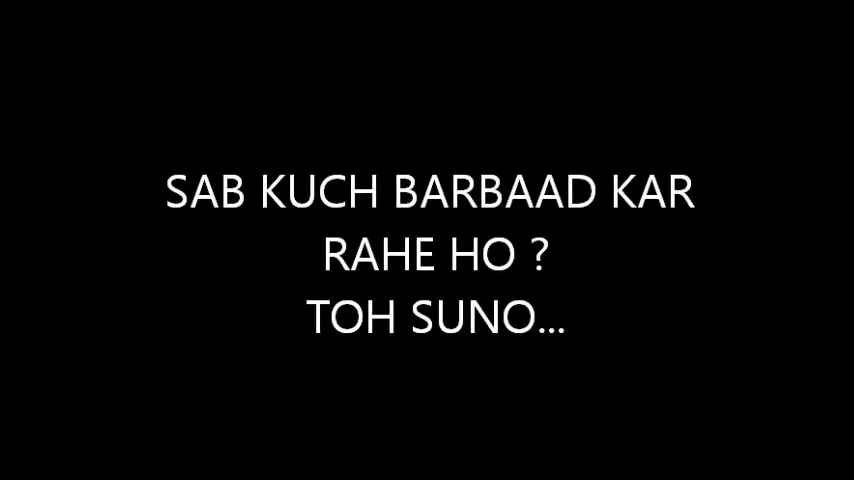 SAB KUCH BARBAAD KAR
RAHE HO ?
TOH SUNO...